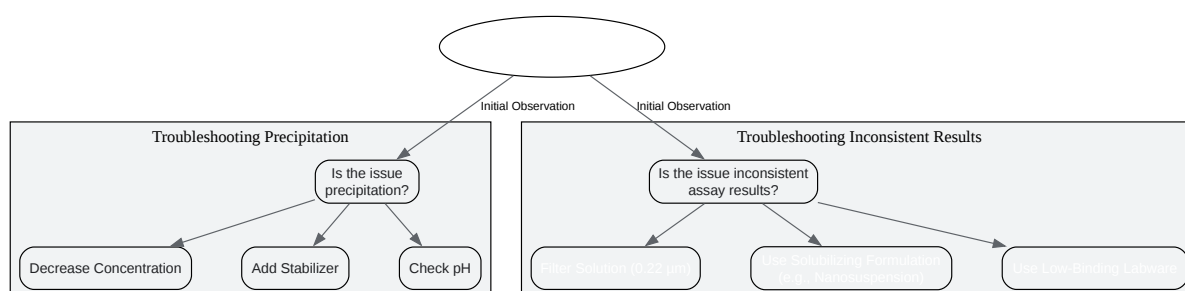 Initial Observation
Initial Observation
Troubleshooting Precipitation
Troubleshooting Inconsistent Results
Is the issue
precipitation?
Is the issue inconsistent
assay results?
Decrease Concentration
Add Stabilizer
Check pH
Filter Solution (0.22 µm)
Use Solubilizing Formulation
(e.g., Nanosuspension)
Use Low-Binding Labware